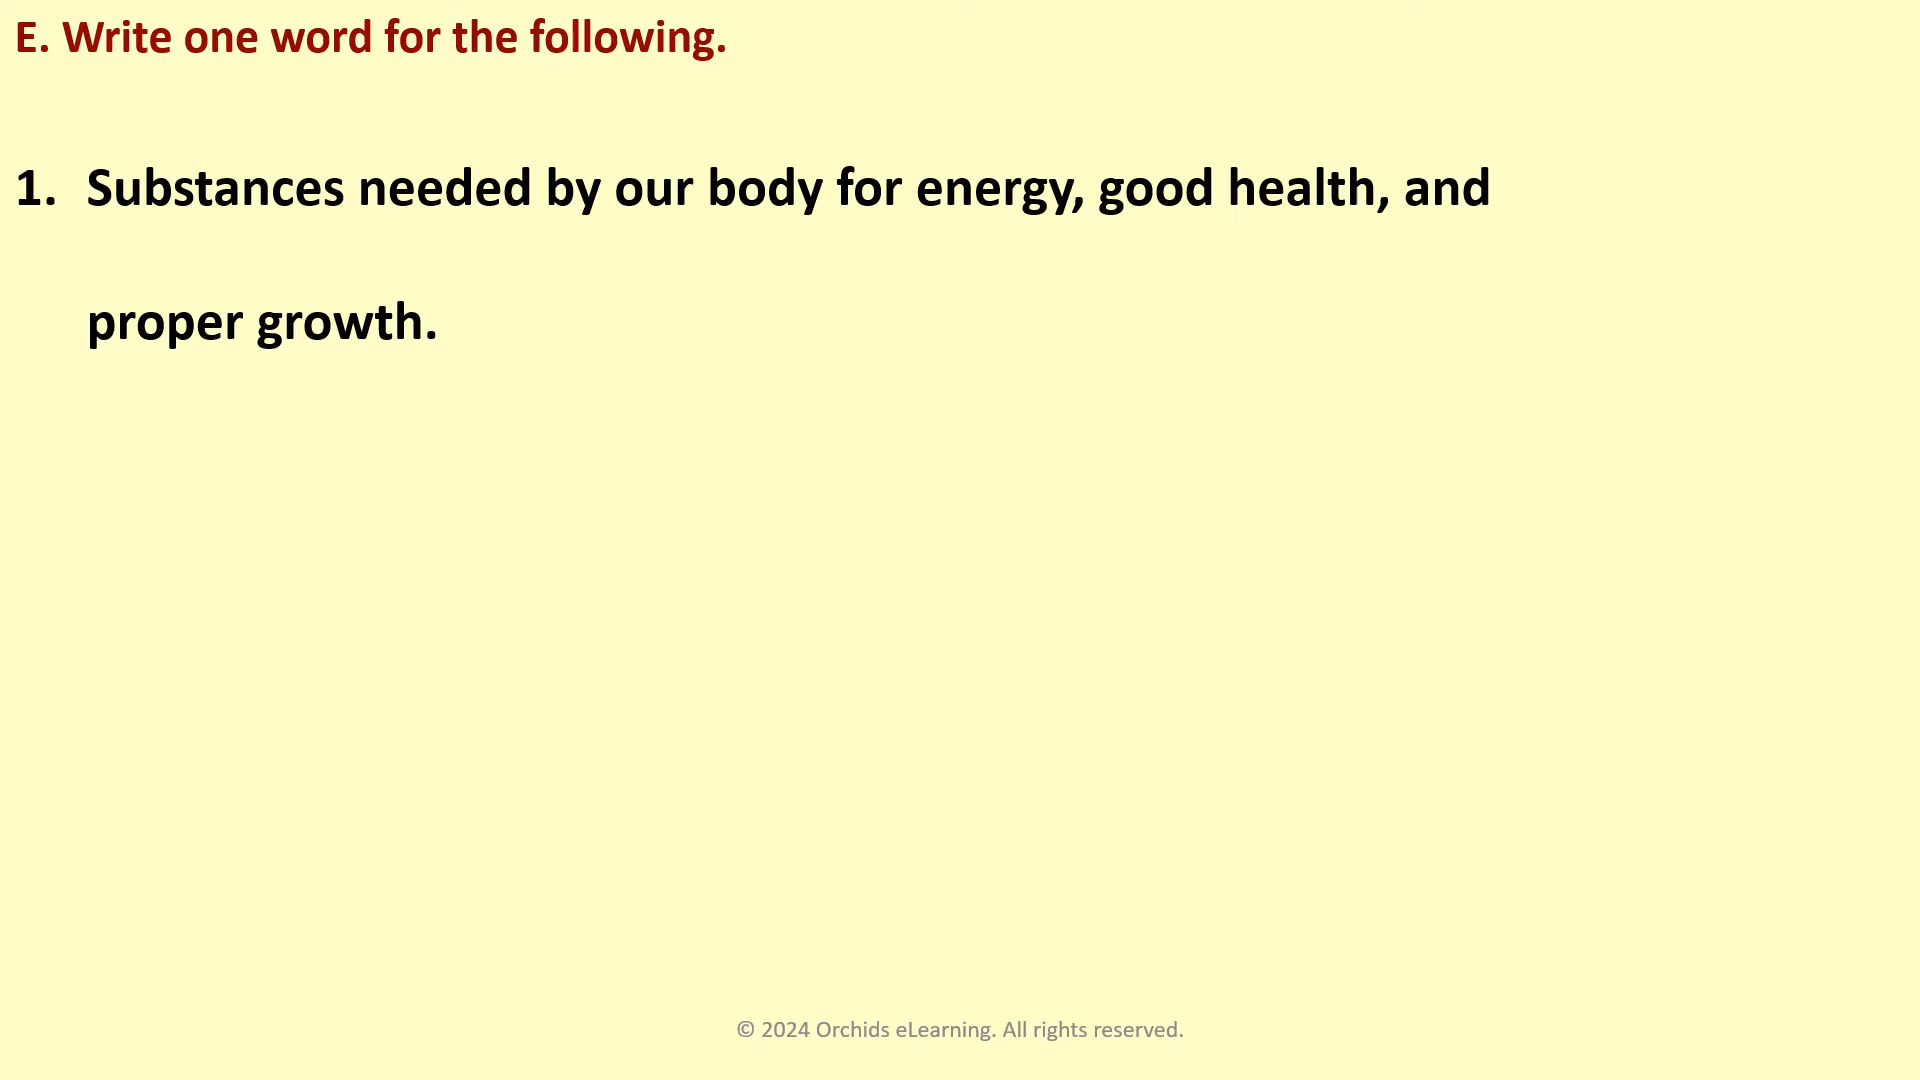 E. Write one word for the following.
1. Substances needed by our body for energy, good health, and
proper growth.
© 2024 Orchids eLearning. All rights reserved.